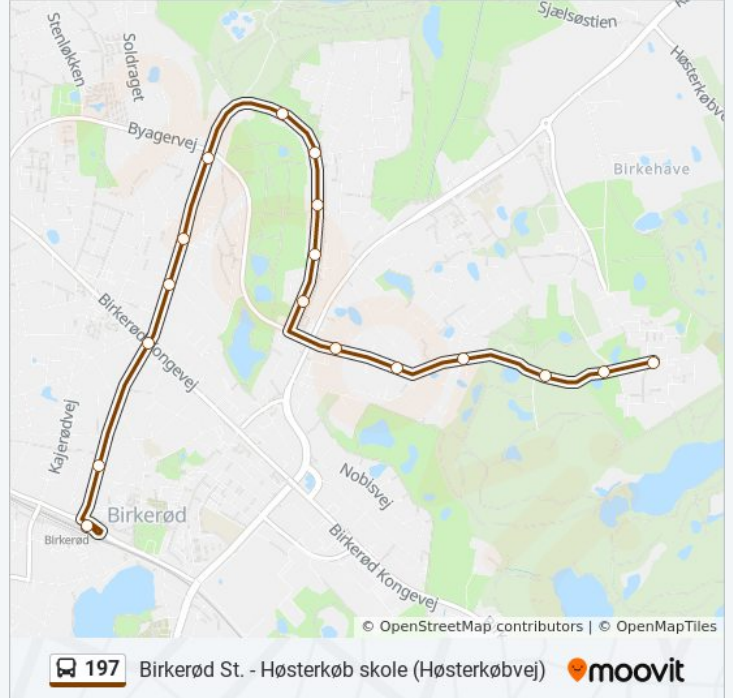 Sjælsøstien
Stenløkken
Soldraget
Høsterkøbv
Byagervej
Birkehave
Birkerød Kongevej
Kajerødvej
Nobisvej
Birkerød
Birkerød
Birkerød Kongevej
© OpenStreetMap contributors | © OpenMapTiles
197 Birkerød St. - Høsterkøb skole (Høsterkøbvej) moovit